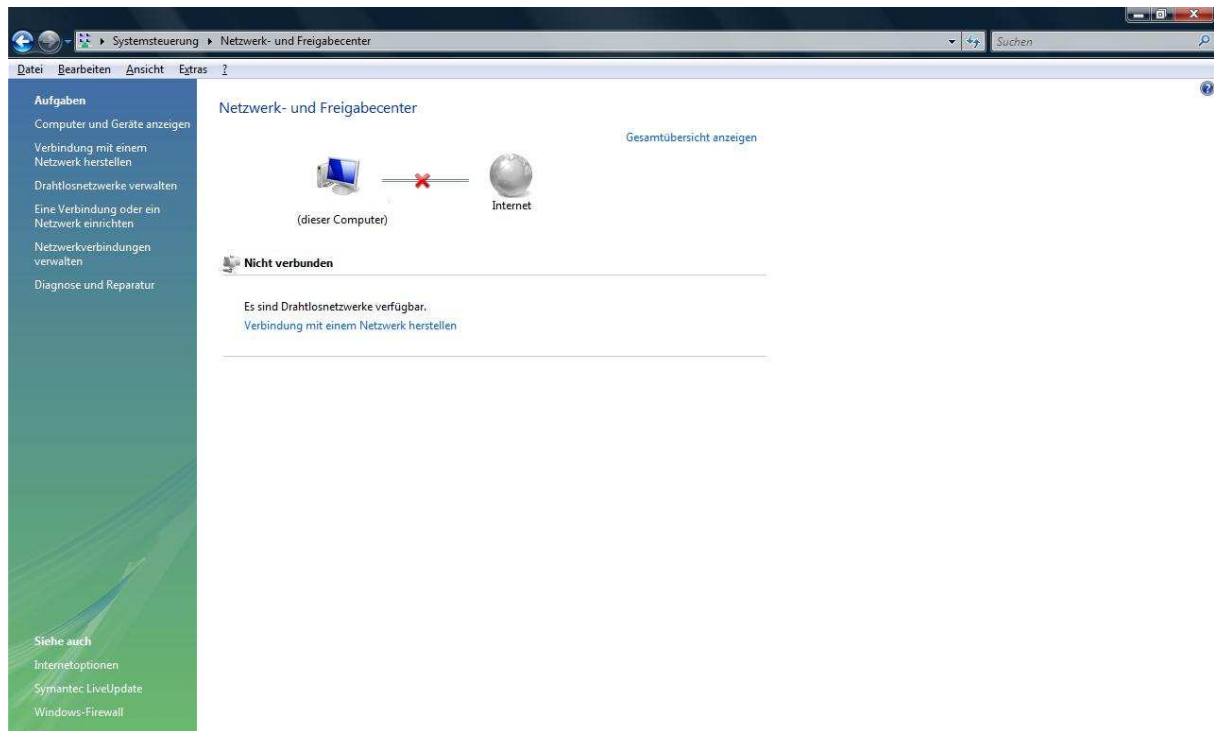 Systemsteuerung ▸ Netzwerk- und Freigabecenter
Suchen
Datei Bearbeiten Ansicht Extras ?
Aufgaben
Computer und Geräte anzeigen
Verbindung mit einem
Netzwerk herstellen
Drahtlosnetzwerke verwalten
Eine Verbindung oder ein
Netzwerk einrichten
Netzwerkverbindungen
verwalten
Diagnose und Reparatur
Netzwerk- und Freigabecenter
Gesamtübersicht anzeigen
(dieser Computer)
Internet
Nicht verbunden
Es sind Drahtlosnetzwerke verfügbar.
Verbindung mit einem Netzwerk herstellen
Siehe auch
Internetoptionen
Symantec LiveUpdate
Windows-Firewall